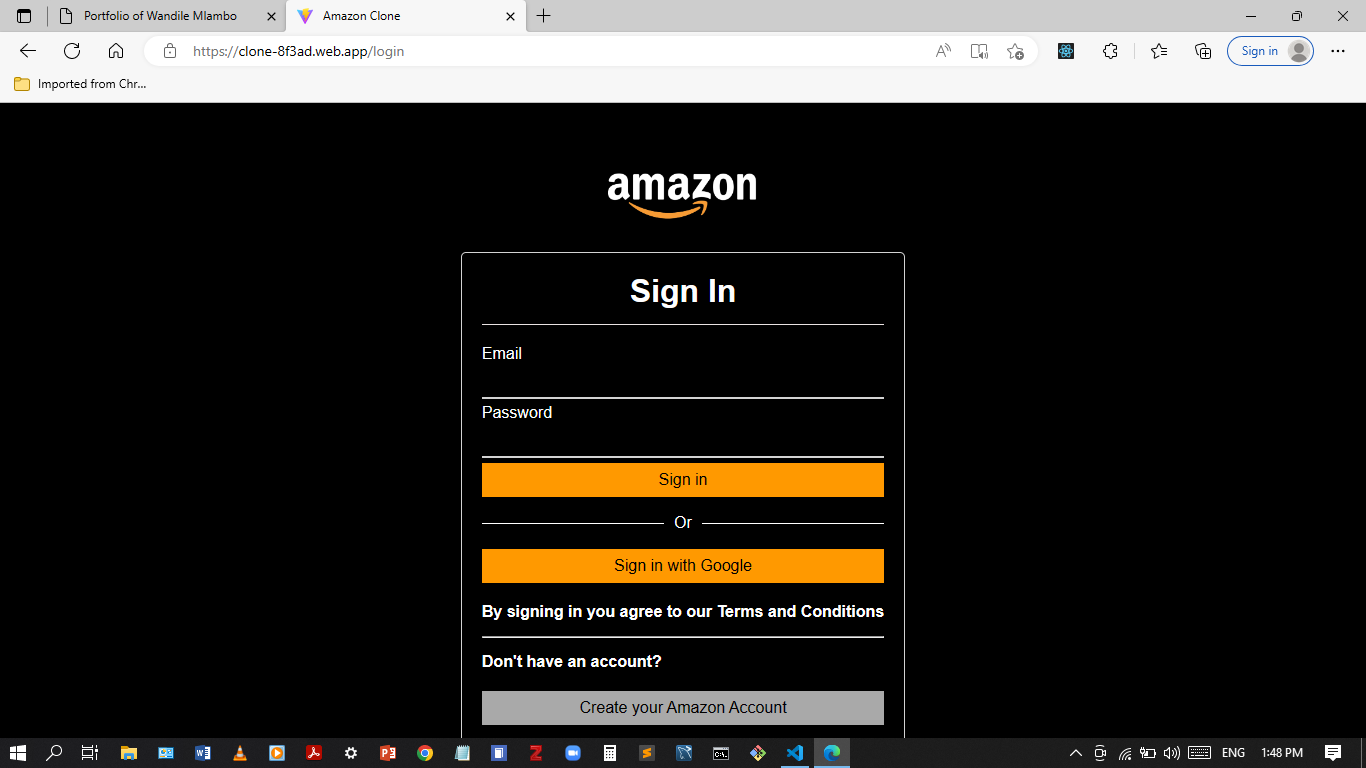 Portfolio of Wandile Mlambo
Amazon Clone
https://clone-8f3ad.web.app/login
Sign in
Imported from Chr...
amazon
Sign In
Email
Password
Sign in
Or
Sign in with Google
By signing in you agree to our Terms and Conditions
Don't have an account?
Create your Amazon Account
ENG
1:48 PM